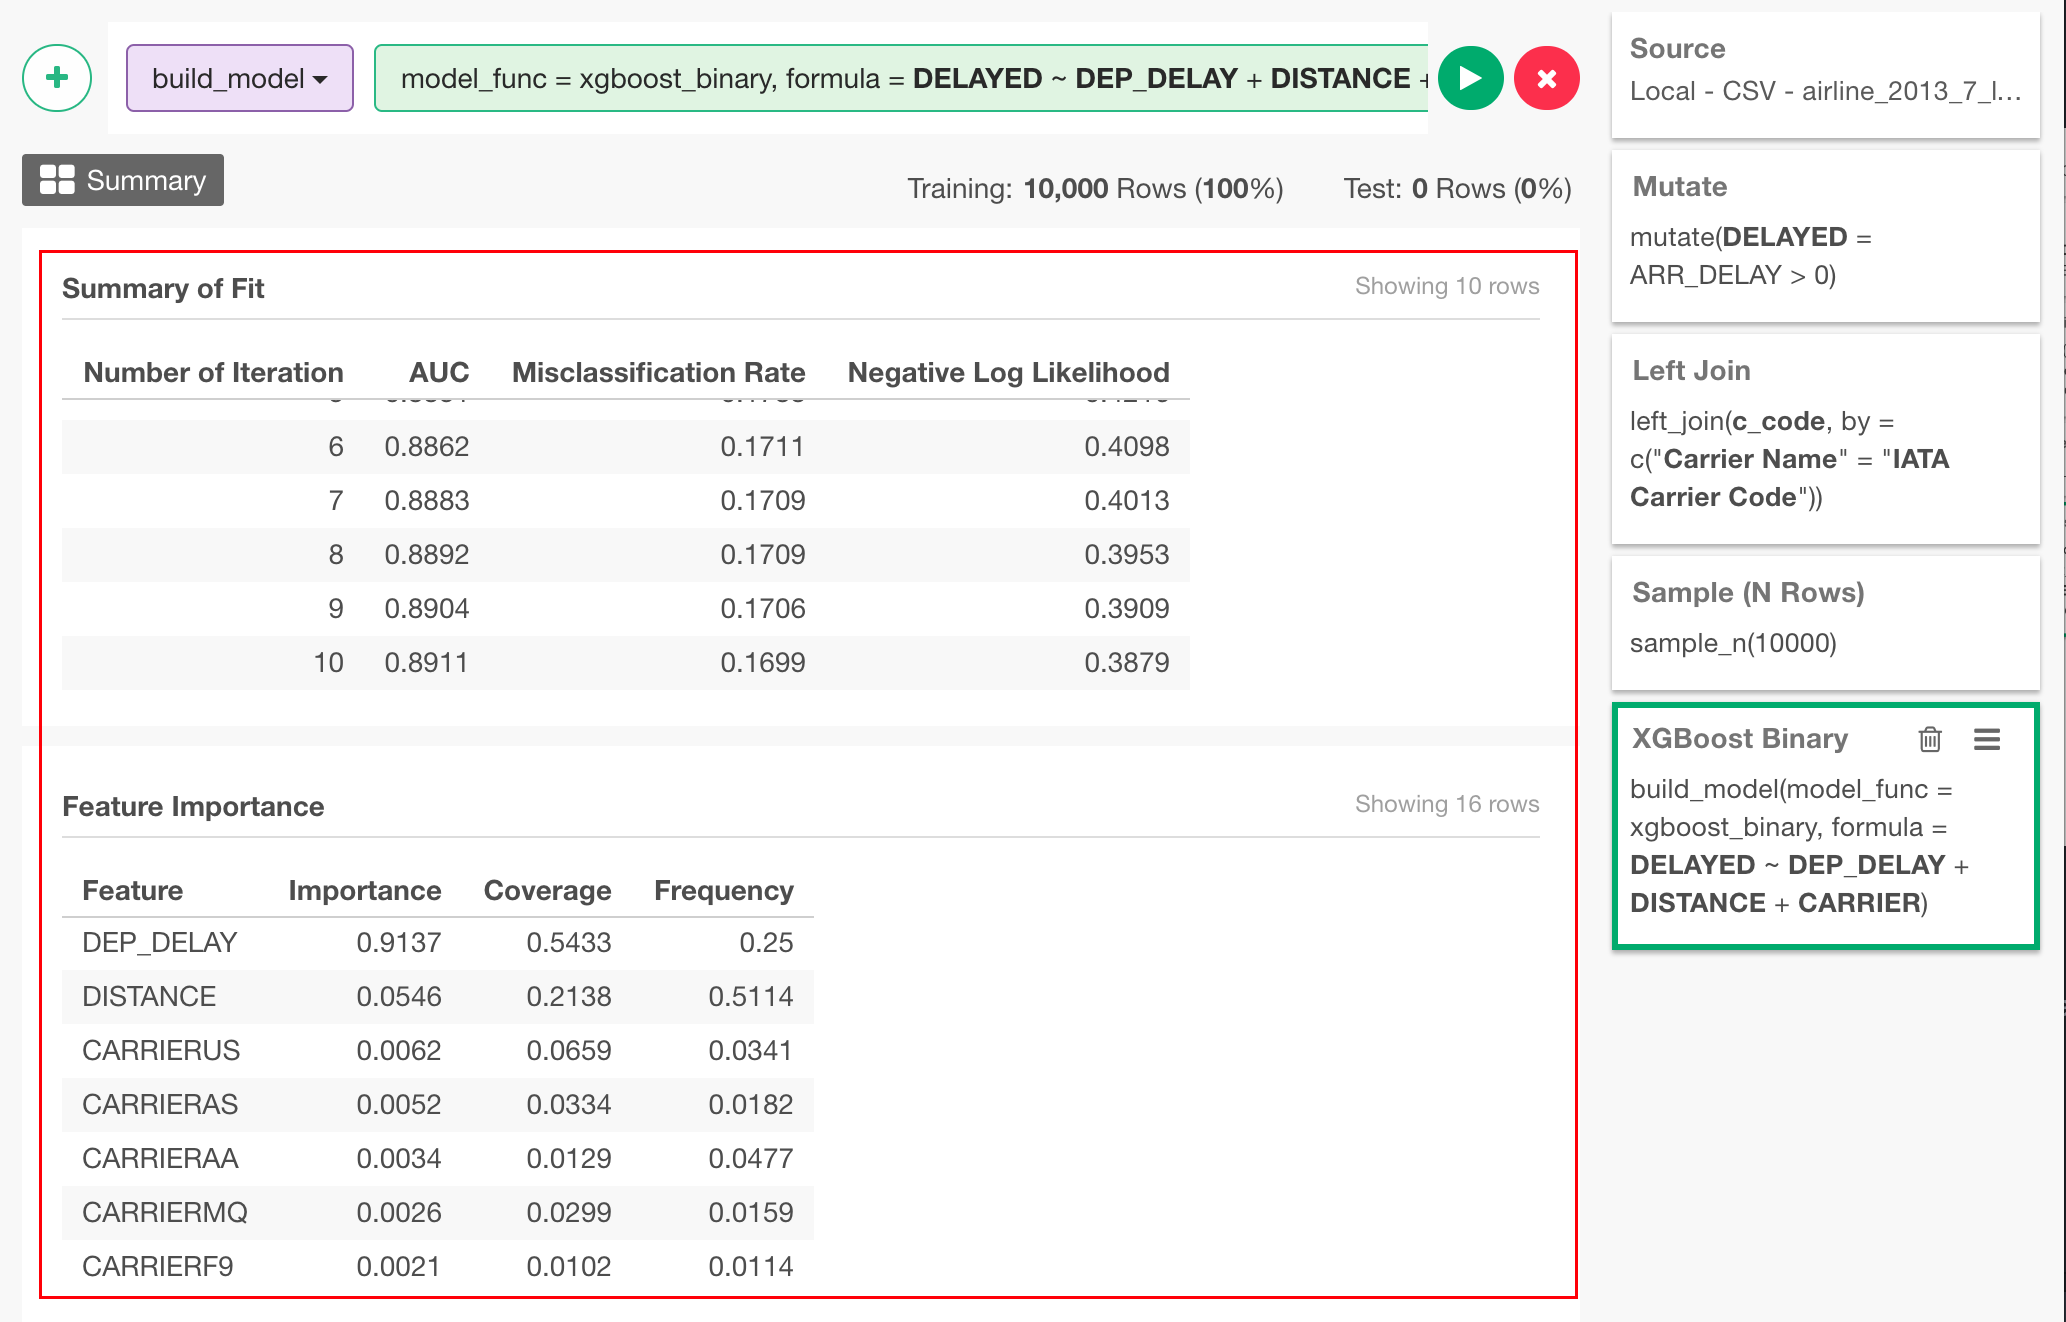 build_model
model_func = xgboost_binary, formula = DELAYED ~ DEP_DELAY + DISTANCE +
Summary
Training: 10,000 Rows (100%) Test: 0 Rows (0%)
Summary of Fit
Showing 10 rows
Number of Iteration AUC Misclassification Rate Negative Log Likelihood
6 0.8862 0.1711 0.4098
7 0.8883 0.1709 0.4013
8 0.8892 0.1709 0.3953
9 0.8904 0.1706 0.3909
10 0.8911 0.1699 0.3879
Feature Importance
Showing 16 rows
Feature Importance Coverage Frequency
DEP_DELAY 0.9137 0.5433 0.25
DISTANCE 0.0546 0.2138 0.5114
CARRIERUS 0.0062 0.0659 0.0341
CARRIERAS 0.0052 0.0334 0.0182
CARRIERAA 0.0034 0.0129 0.0477
CARRIERMQ 0.0026 0.0299 0.0159
CARRIERF9 0.0021 0.0102 0.0114
Source
Local - CSV - airline_2013_7_l...
Mutate
mutate(DELAYED =
ARR_DELAY > 0)
Left Join
left_join(c_code, by =
c("Carrier Name" = "IATA
Carrier Code"))
Sample (N Rows)
sample_n(10000)
XGBoost Binary
build_model(model_func =
xgboost_binary, formula =
DELAYED ~ DEP_DELAY +
DISTANCE + CARRIER)